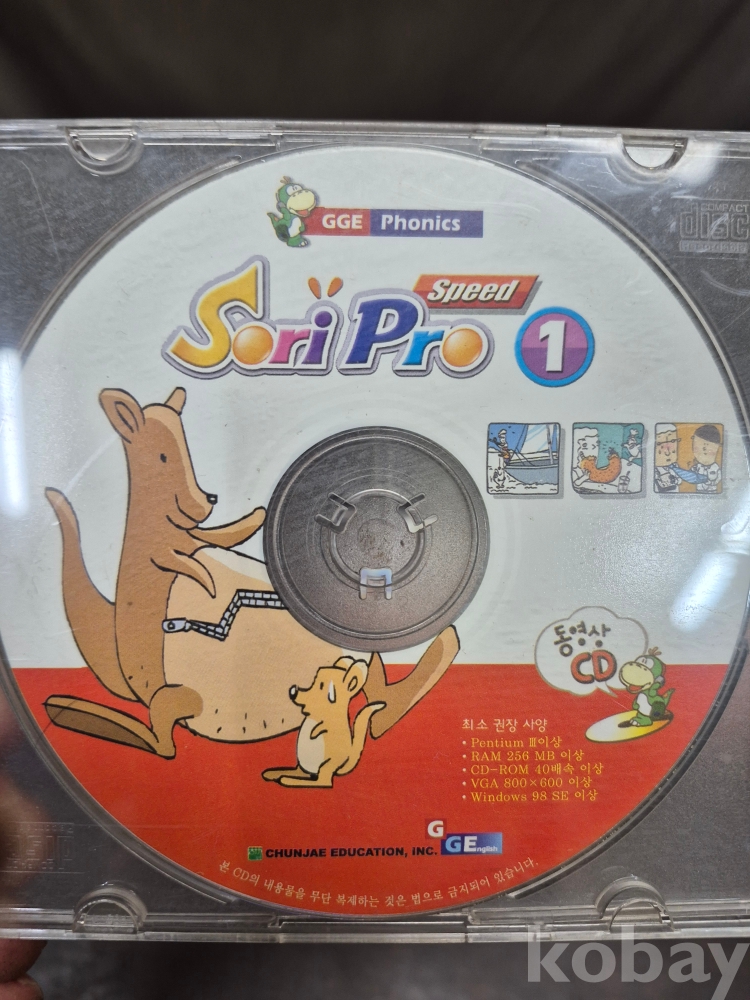 COMPACT
disc
GGE Phonics
Speed
Sori Pro 1
동영상
CD
최소 권장 사양
• Pentium Ⅲ이상
• RAM 256 MB 이상
• CD-ROM 40배속 이상
• VGA 800×600 이상
• Windows 98 SE 이상
CHUNJAE EDUCATION, INC.
G
GEnglish
본 CD의 내용물을 무단 복제하는 것은 법으로 금지되어 있습니다.
kobay